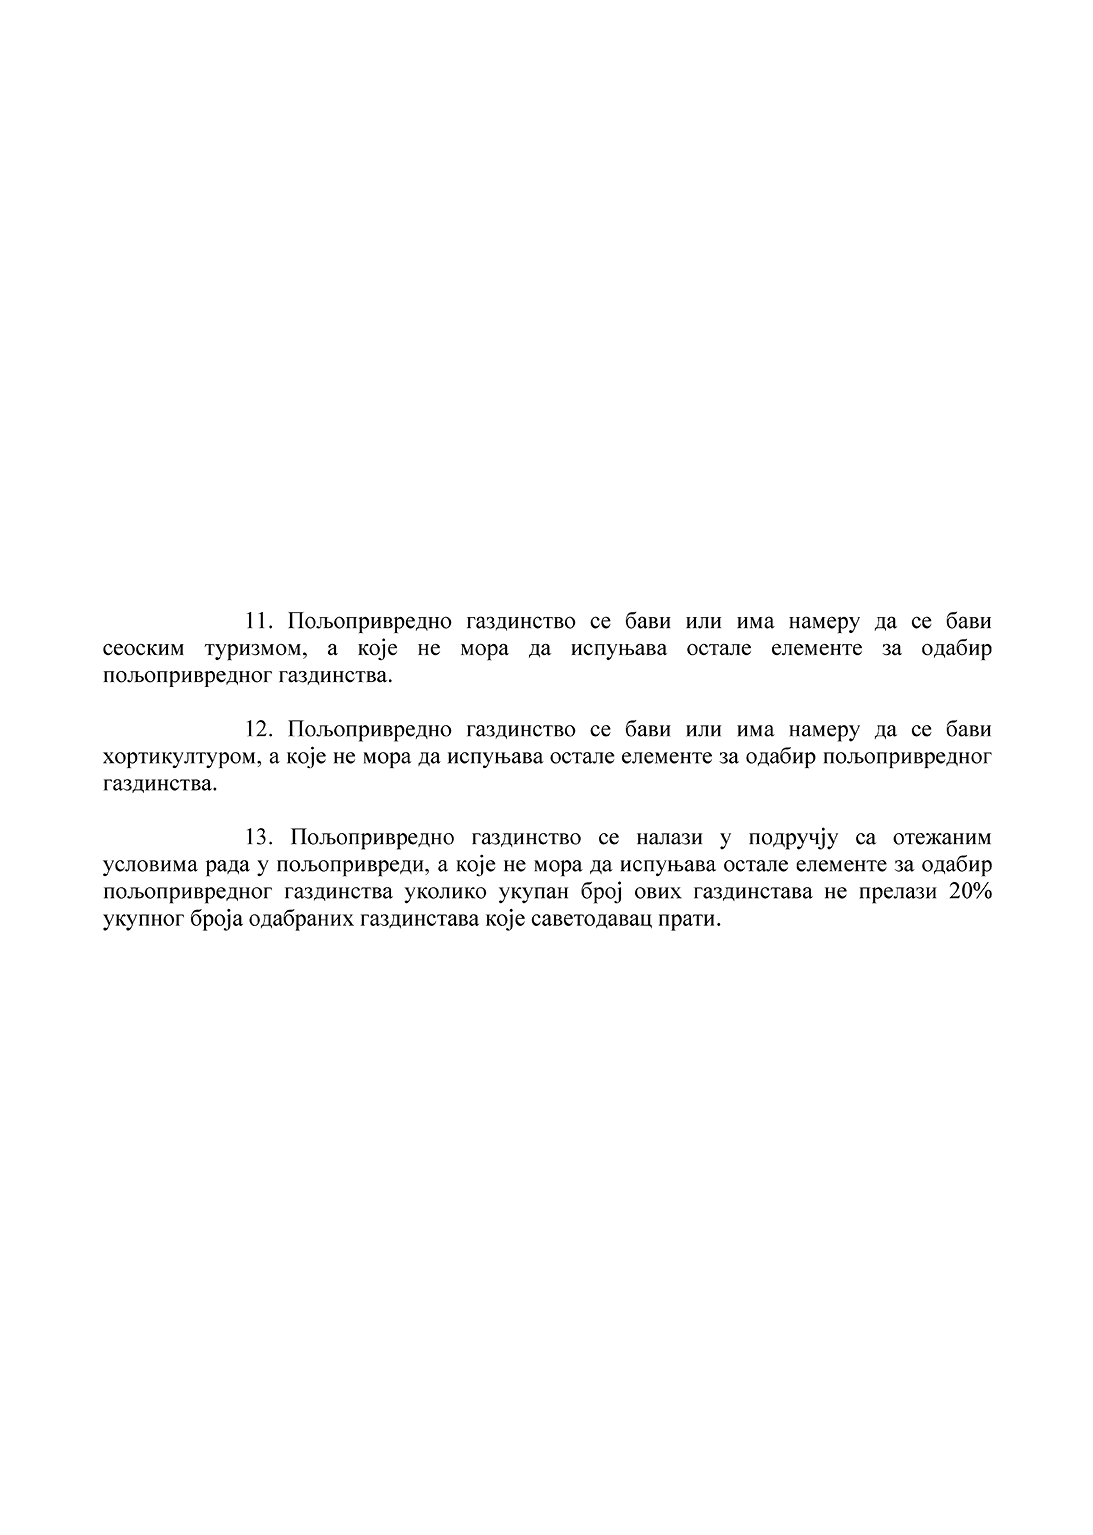 11. Пољопривредно газдинство се бави или има намеру да се бави
сеоским туризмом, а које не мора да испуњава остале елементе за одабир
пољопривредног газдинства.
12. Пољопривредно газдинство се бави или има намеру да се бави
хортикултуром, а које не мора да испуњава остале елементе за одабир пољопривредног
газдинства.
13. Пољопривредно газдинство се налази у подручју са отежаним
условима рада у пољопривреди, а које не мора да испуњава остале елементе за одабир
пољопривредног газдинства уколико укупан број ових газдинстава не прелази 20%
укупног броја одабраних газдинстава које саветодавац прати.